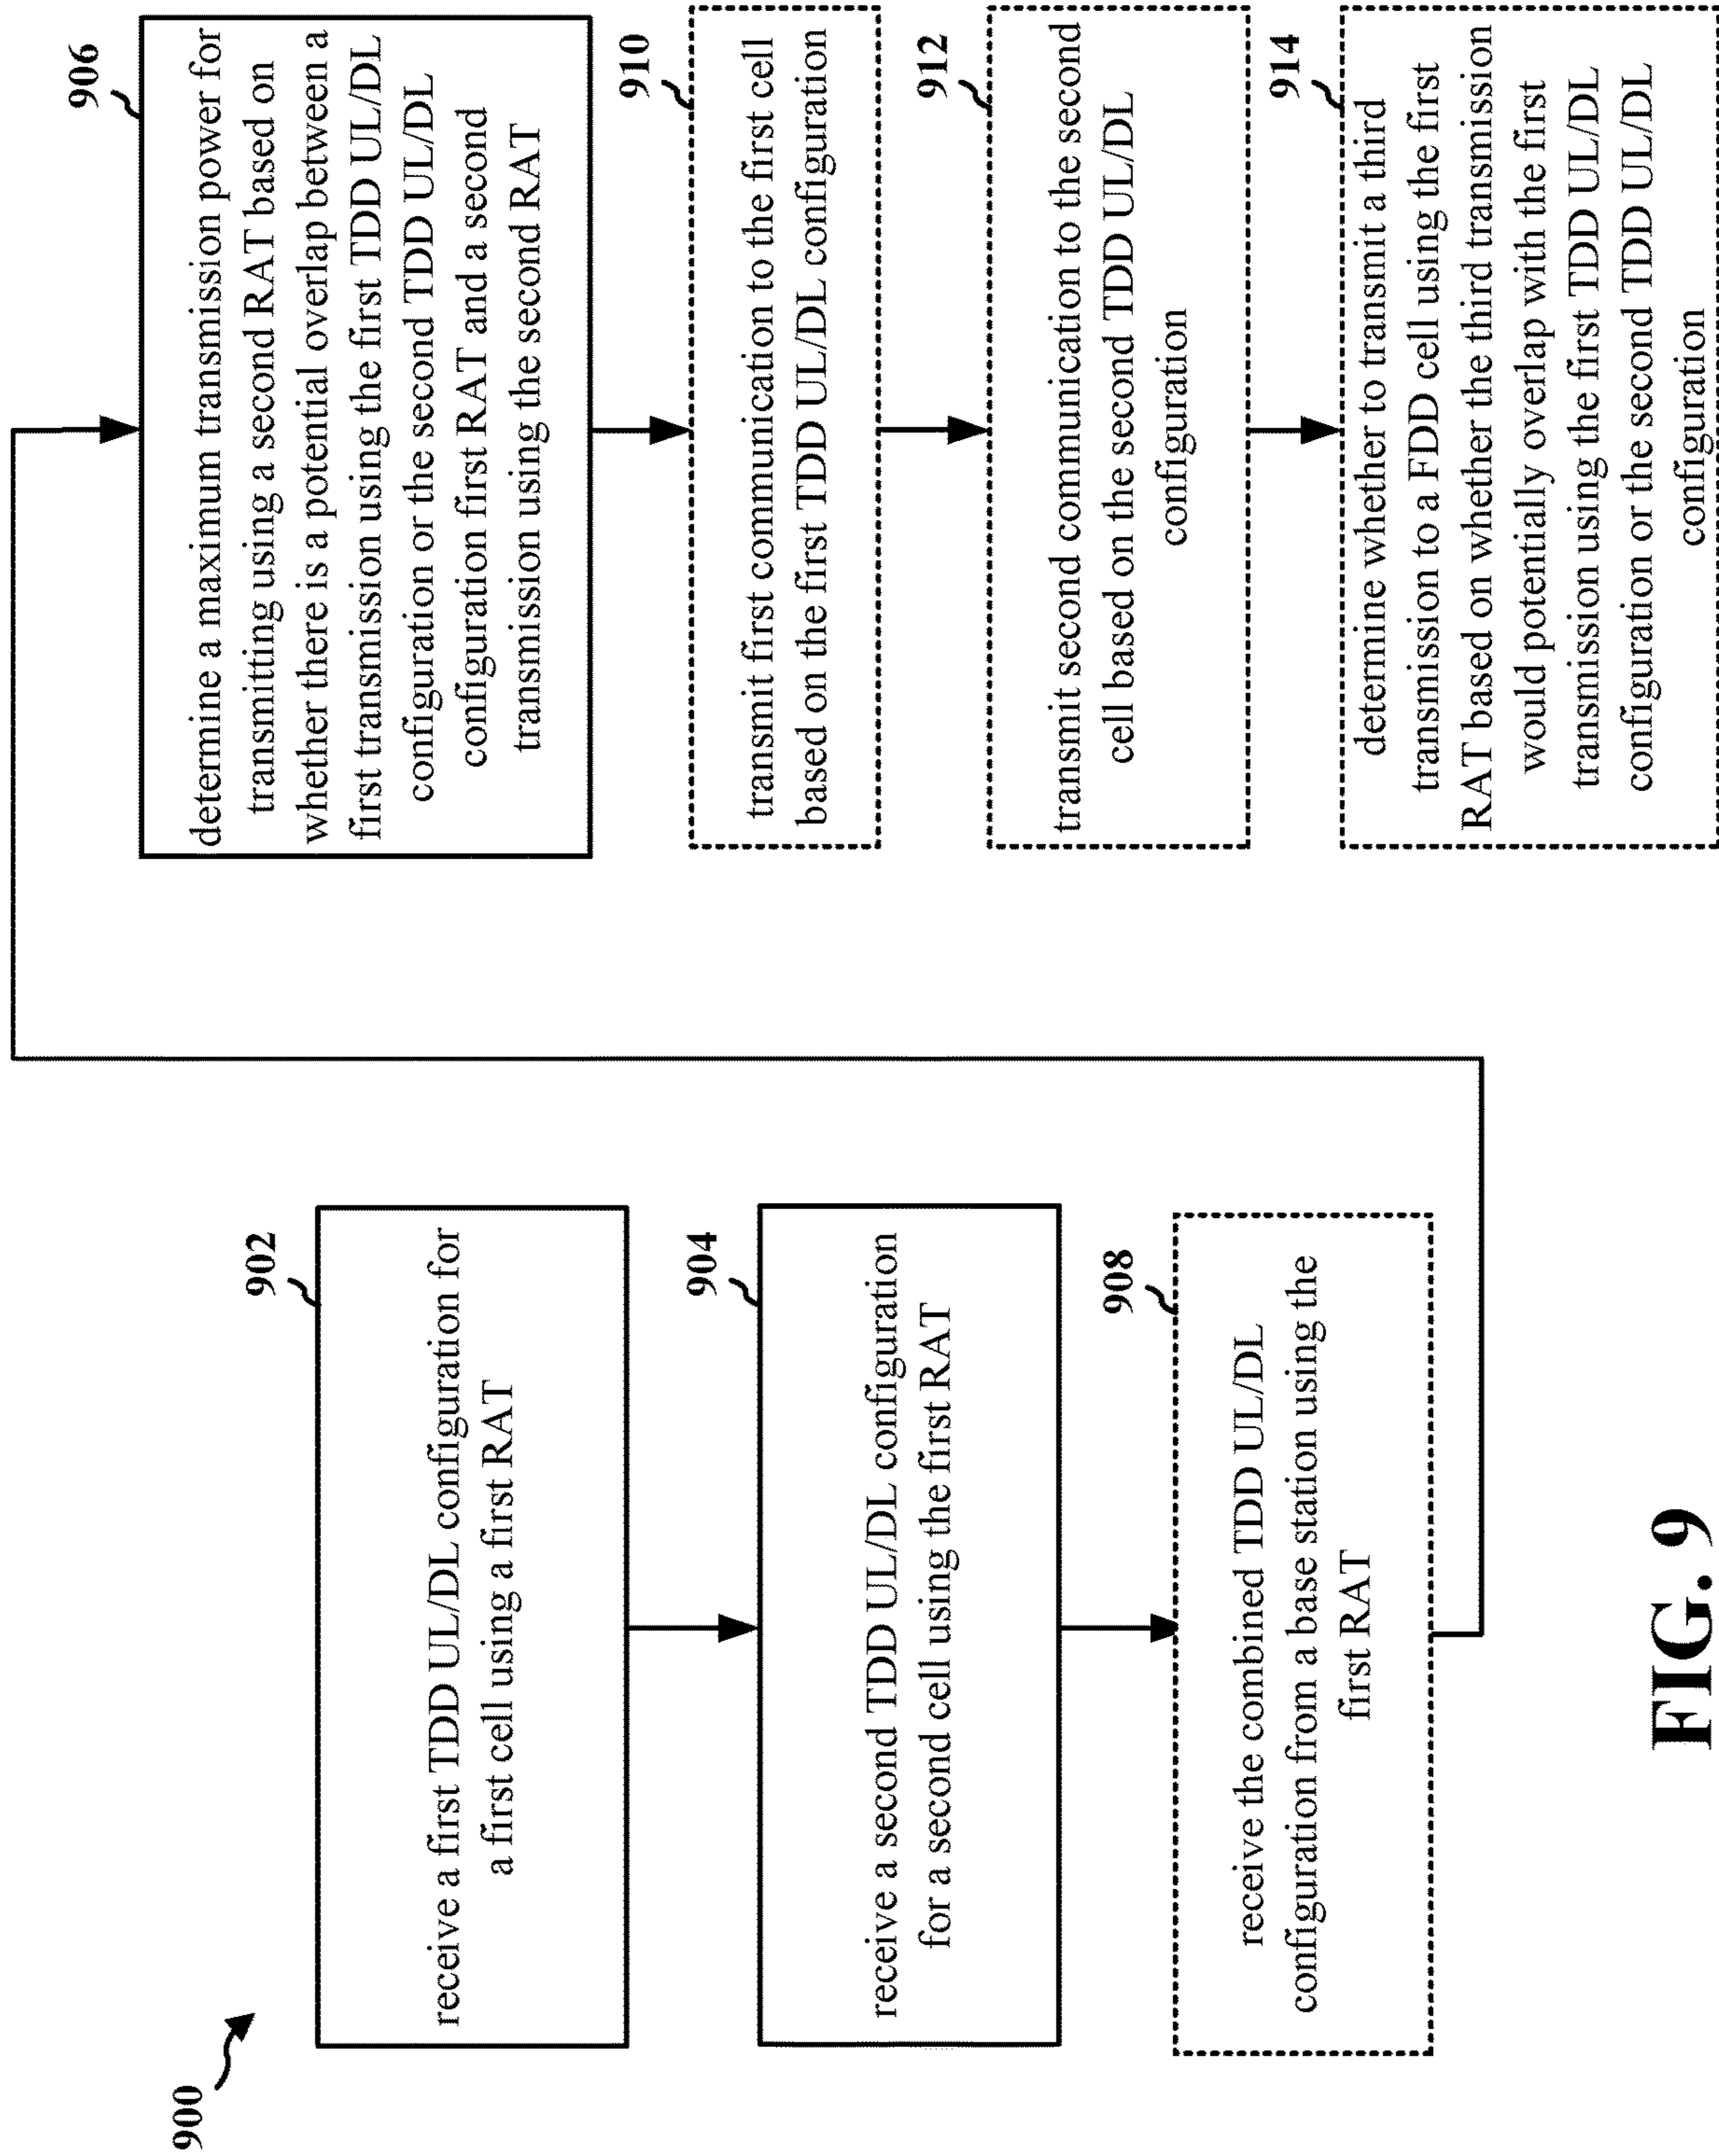 900
902
receive a first TDD UL/DL configuration for
a first cell using a first RAT
904
receive a second TDD UL/DL configuration
for a second cell using the first RAT
908
receive the combined TDD UL/DL
configuration from a base station using the
first RAT
906
determine a maximum transmission power for
transmitting using a second RAT based on
whether there is a potential overlap between a
first transmission using the first TDD UL/DL
configuration or the second TDD UL/DL
configuration first RAT and a second
transmission using the second RAT
910
transmit first communication to the first cell
based on the first TDD UL/DL configuration
912
transmit second communication to the second
cell based on the second TDD UL/DL
configuration
914
determine whether to transmit a third
transmission to a FDD cell using the first
RAT based on whether the third transmission
would potentially overlap with the first
transmission using the first TDD UL/DL
configuration or the second TDD UL/DL
configuration
FIG. 9